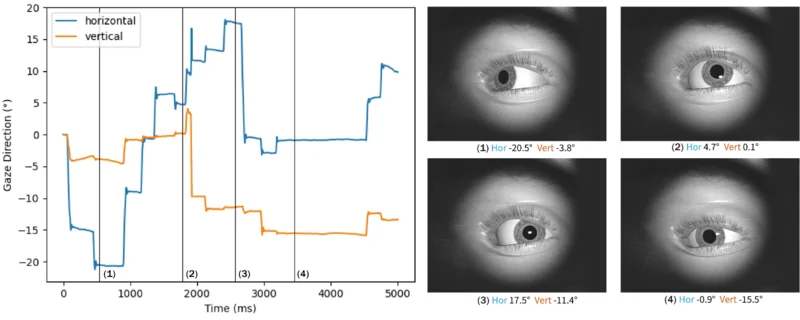 20
15
10
5
0
−5
−10
−15
−20
Gaze Direction (°)
horizontal
vertical
(1)
(2)
(3)
(4)
0
1000
2000
3000
4000
5000
Time (ms)
(1) Hor -20.5° Vert -3.8°
(2) Hor 4.7° Vert 0.1°
(3) Hor 17.5° Vert -11.4°
(4) Hor -0.9° Vert -15.5°